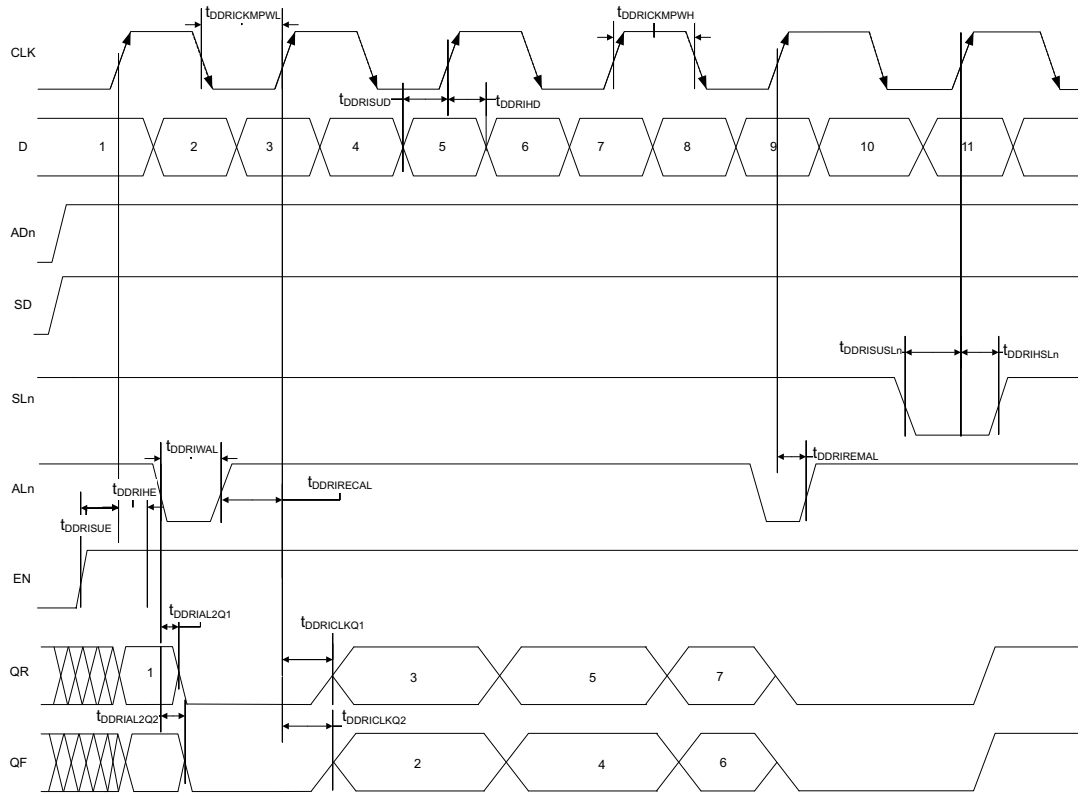 tDDRICKMPWL
tDDRICKMPWH
CLK
tDDRISUD
tDDRIHD
D
1 2 3 4 5 6 7 8 9 10 11
ADn
SD
tDDRISUSLn
tDDRIHSLn
SLn
tDDRIWAL
ALn
tDDRIREMAL
tDDRIHE
tDDRIRECAL
tDDRISUE
EN
tDDRIAL2Q1
tDDRICLKQ1
QR
1 3 5 7
tDDRIAL2Q2
tDDRICLKQ2
QF
2 4 6